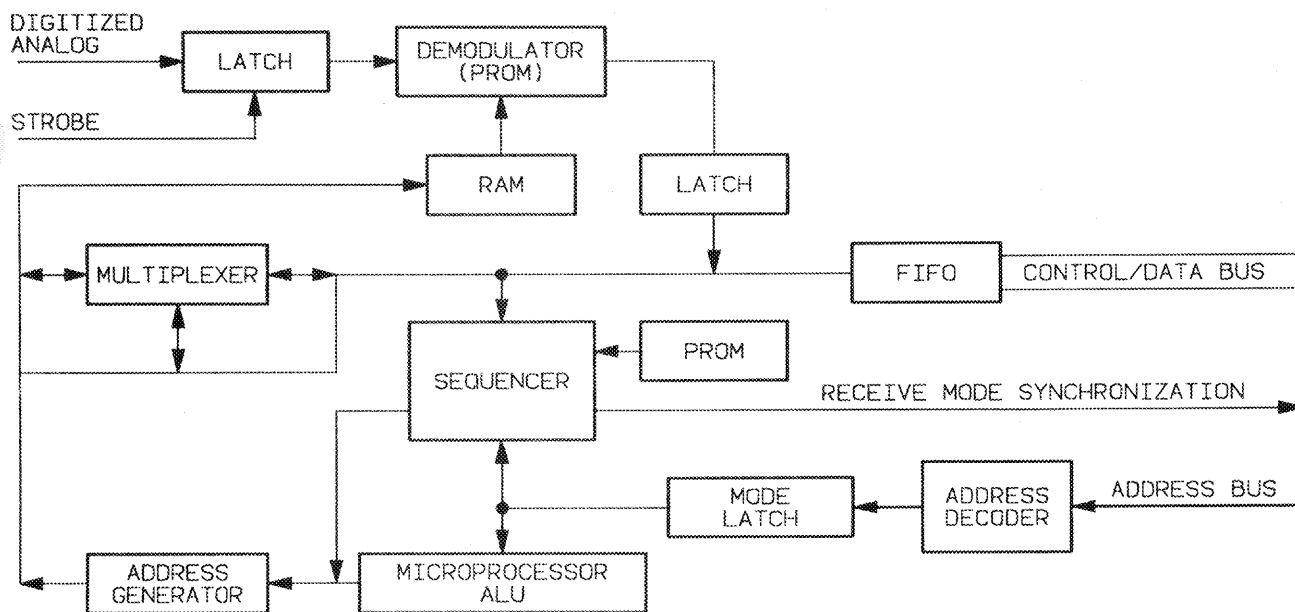 DIGITIZED
ANALOG
LATCH
DEMODULATOR
(PROM)
STROBE
RAM
LATCH
MULTIPLEXER
FIFO
CONTROL/DATA BUS
SEQUENCER
PROM
RECEIVE MODE SYNCHRONIZATION
MODE
LATCH
ADDRESS
DECODER
ADDRESS BUS
ADDRESS
GENERATOR
MICROPROCESSOR
ALU